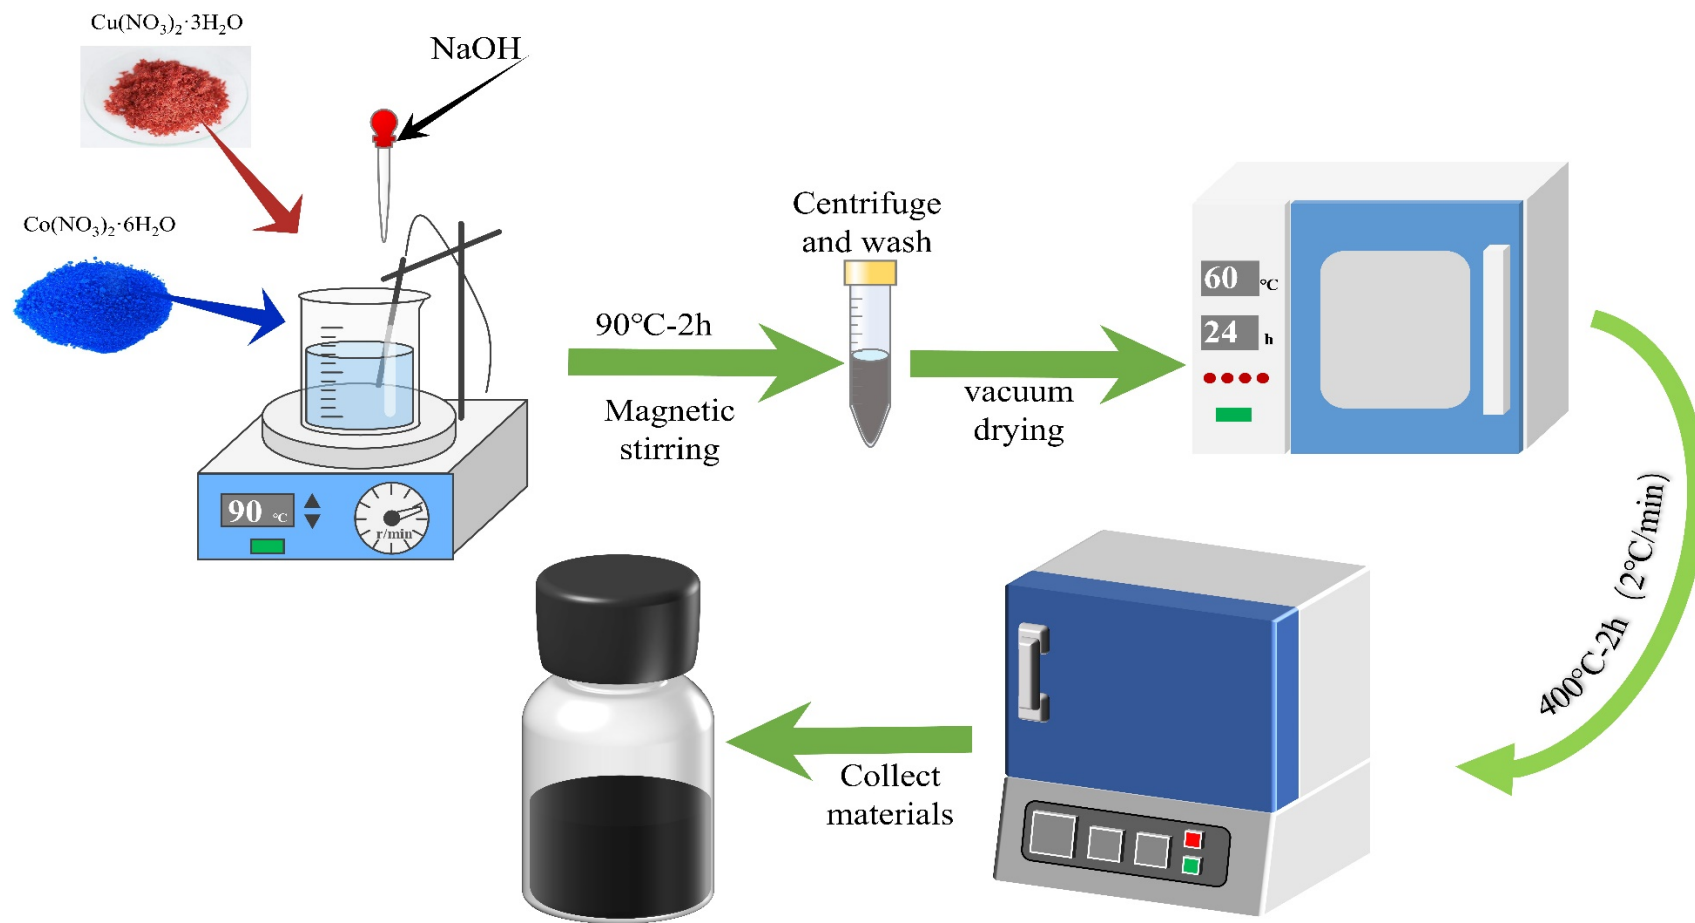 Cu(NO₃)₂·3H₂O
NaOH
Co(NO₃)₂·6H₂O
90 °C
r/min
90°C-2h
Magnetic
stirring
Centrifuge
and wash
vacuum
drying
60 °C
24 h
400°C-2h (2°C/min)
Collect
materials